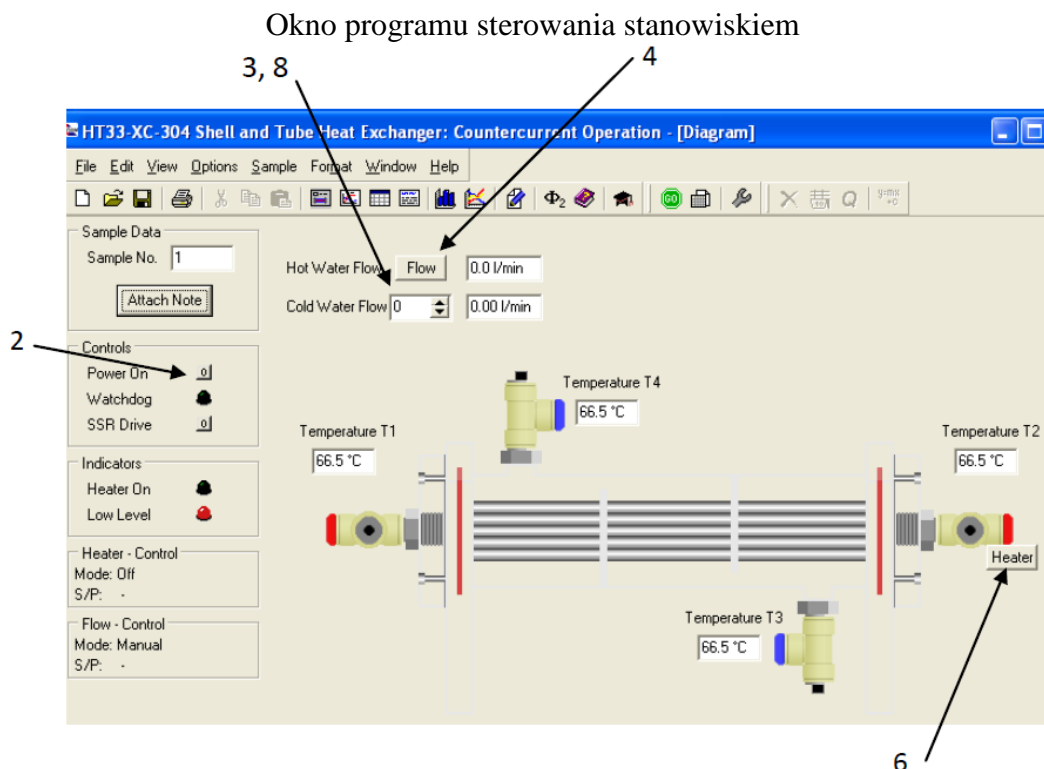 Okno programu sterowania stanowiskiem
3, 8
4
HT33-XC-304 Shell and Tube Heat Exchanger: Countercurrent Operation - [Diagram]
File Edit View Options Sample Format Window Help
GO
Sample Data
Sample No. 1
Attach Note
Hot Water Flow Flow 0.0 l/min
Cold Water Flow 0 0.00 l/min
2
Controls
Power On 0
Watchdog
SSR Drive 0
Temperature T4
66.5 °C
Temperature T1
66.5 °C
Temperature T2
66.5 °C
Indicators
Heater On
Low Level
Heater
Heater - Control
Mode: Off
S/P: -
Flow - Control
Mode: Manual
S/P: -
Temperature T3
66.5 °C
6